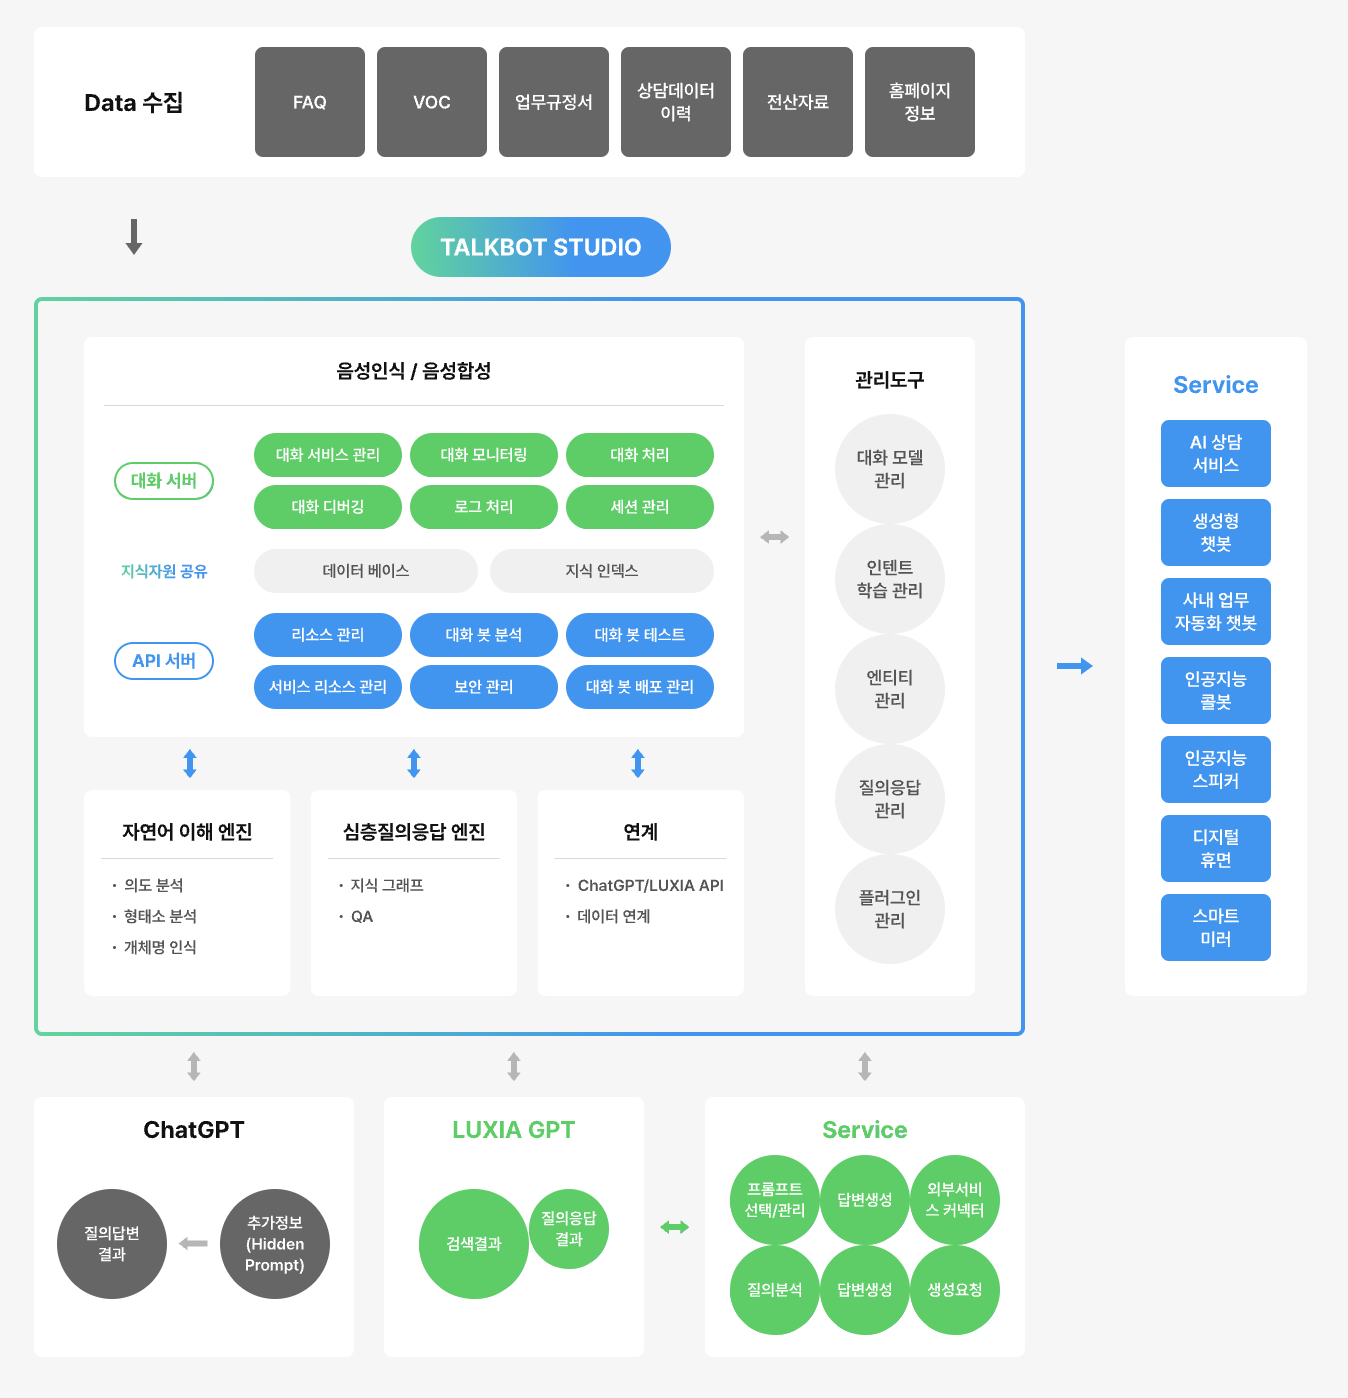 Data 수집
FAQ
VOC
업무규정서
상담데이터
이력
전산자료
홈페이지
정보
TALKBOT STUDIO
음성인식 / 음성합성
대화 서버
대화 서비스 관리
대화 모니터링
대화 처리
대화 디버깅
로그 처리
세션 관리
지식자원 공유
데이터 베이스
지식 인덱스
API 서버
리소스 관리
대화 봇 분석
대화 봇 테스트
서비스 리소스 관리
보안 관리
대화 봇 배포 관리
자연어 이해 엔진
· 의도 분석
· 형태소 분석
· 개체명 인식
심층질의응답 엔진
· 지식 그래프
· QA
연계
· ChatGPT/LUXIA API
· 데이터 연계
관리도구
대화 모델
관리
인텐트
학습 관리
엔티티
관리
질의응답
관리
플러그인
관리
Service
AI 상담
서비스
생성형
챗봇
사내 업무
자동화 챗봇
인공지능
콜봇
인공지능
스피커
디지털
휴면
스마트
미러
ChatGPT
질의답변
결과
추가정보
(Hidden
Prompt)
LUXIA GPT
검색결과
질의응답
결과
Service
프롬프트
선택/관리
답변생성
외부서비
스 커넥터
질의분석
답변생성
생성요청